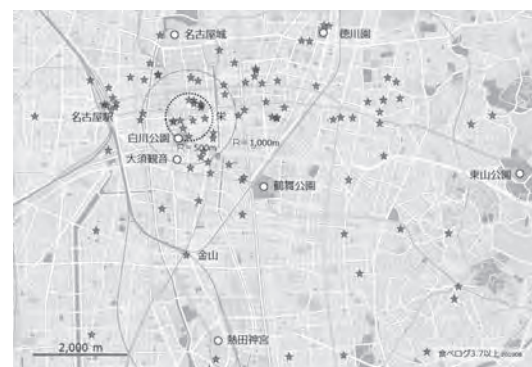 名古屋城
徳川園
名古屋駅
栄
白川公園
R=500m
R=1,000m
大須観音
東山公園
鶴舞公園
金山
熱田神宮
2,000 m
★ 食べログ3.7以上